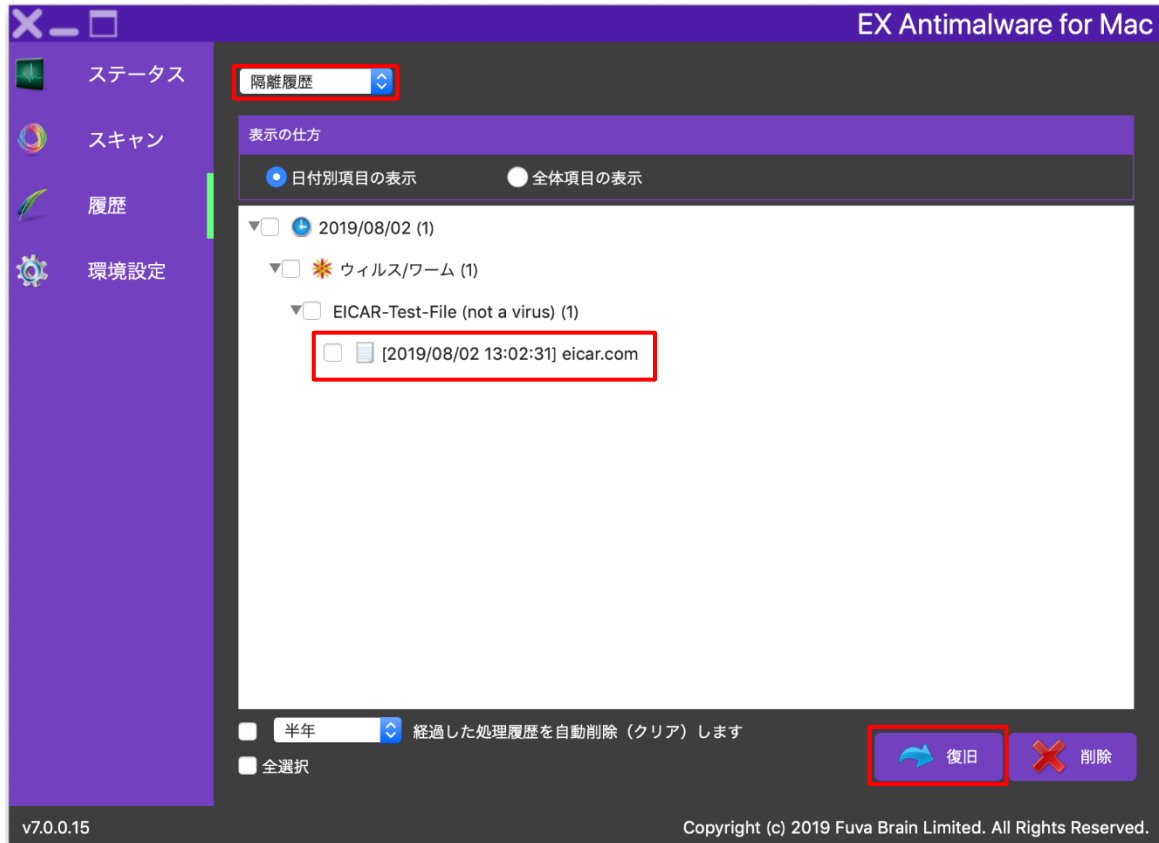 EX Antimalware for Mac
ステータス
スキャン
履歴
環境設定
隔離履歴
表示の仕方
日付別項目の表示 全体項目の表示
2019/08/02 (1)
ウィルス/ワーム (1)
EICAR-Test-File (not a virus) (1)
[2019/08/02 13:02:31] eicar.com
半年 経過した処理履歴を自動削除（クリア）します
全選択
復旧 削除
v7.0.0.15 Copyright (c) 2019 Fuva Brain Limited. All Rights Reserved.